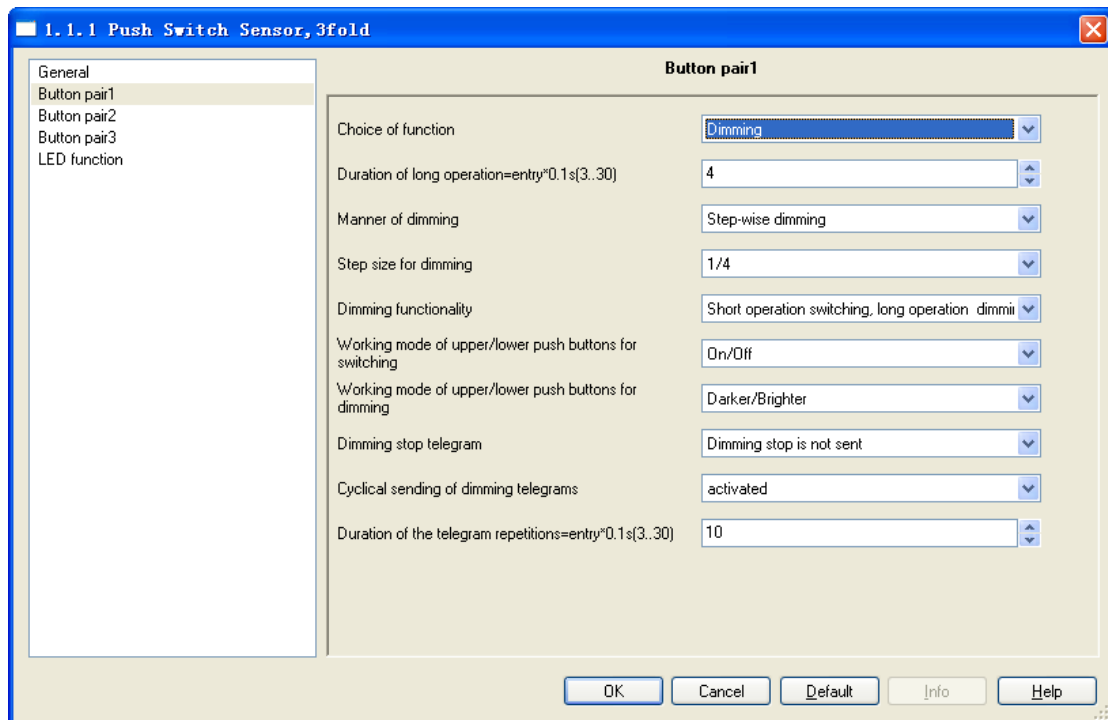 1.1.1 Push Switch Sensor,3fold
General
Button pair1
Button pair2
Button pair3
LED function
Button pair1
Choice of function
Dimming
Duration of long operation=entry*0.1s(3..30)
4
Manner of dimming
Step-wise dimming
Step size for dimming
1/4
Dimming functionality
Short operation switching, long operation dimmi
Working mode of upper/lower push buttons for
switching
On/Off
Working mode of upper/lower push buttons for
dimming
Darker/Brighter
Dimming stop telegram
Dimming stop is not sent
Cyclical sending of dimming telegrams
activated
Duration of the telegram repetitions=entry*0.1s(3..30)
10
OK
Cancel
Default
Info
Help